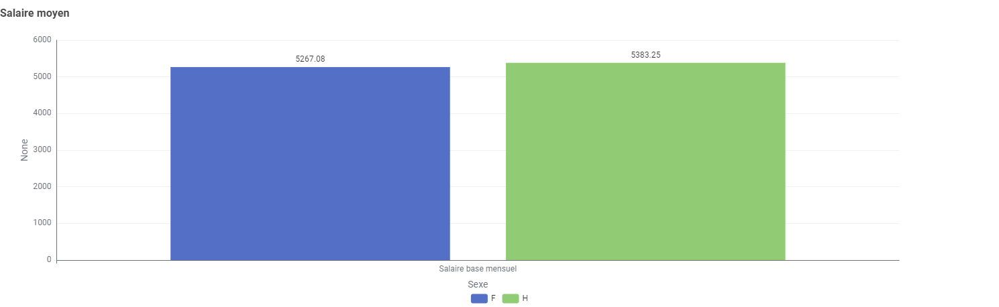 Salaire moyen
6000
5267.08
5383.25
5000
4000
None
3000
2000
1000
0
Salaire base mensuel
Sexe
F H